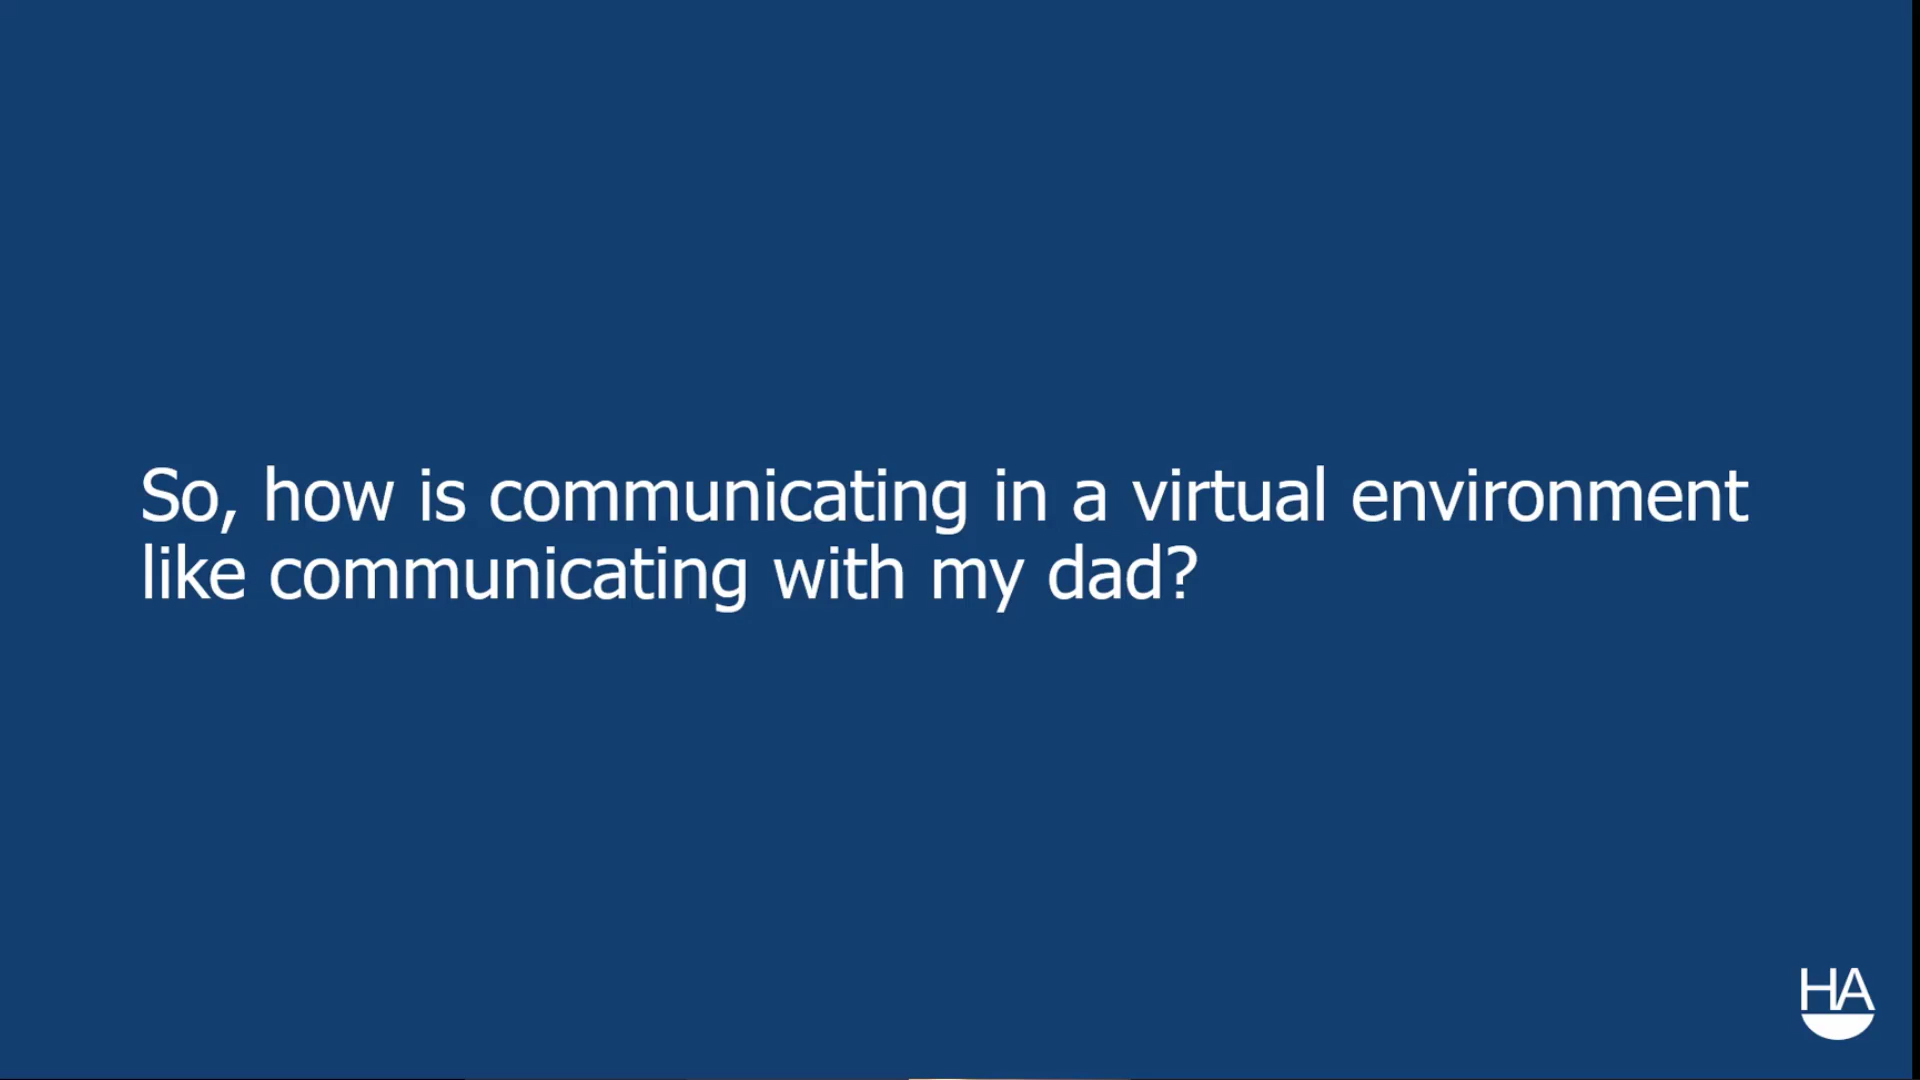 So, how is communicating in a virtual environment
like communicating with my dad?
HA